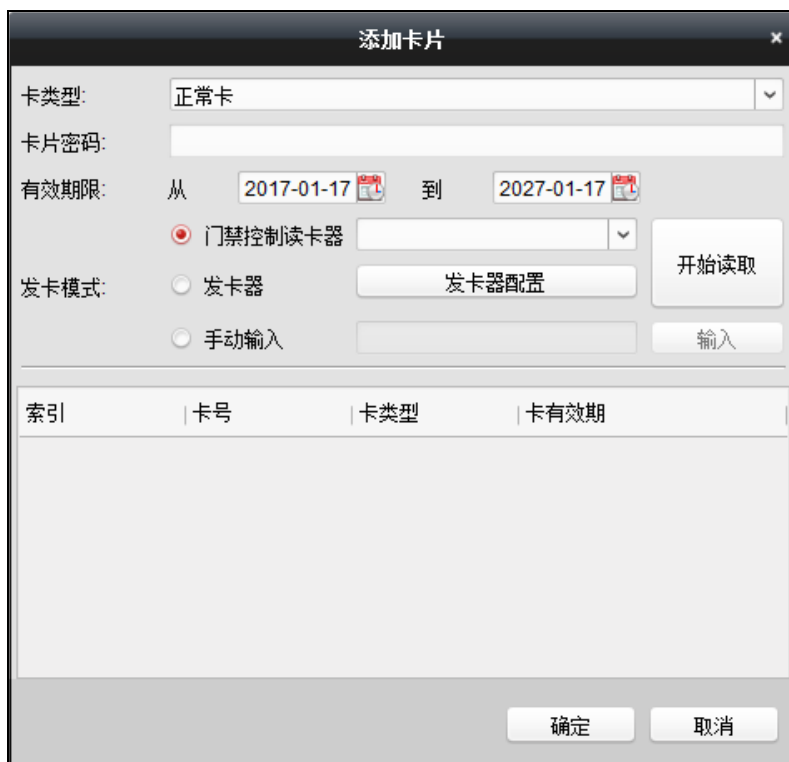 添加卡片
卡类型: 正常卡
卡片密码:
有效期限: 从 2017-01-17 到 2027-01-17
门禁控制读卡器
开始读取
发卡模式: 发卡器 发卡器配置
手动输入 输入
索引 卡号 卡类型 卡有效期
确定 取消